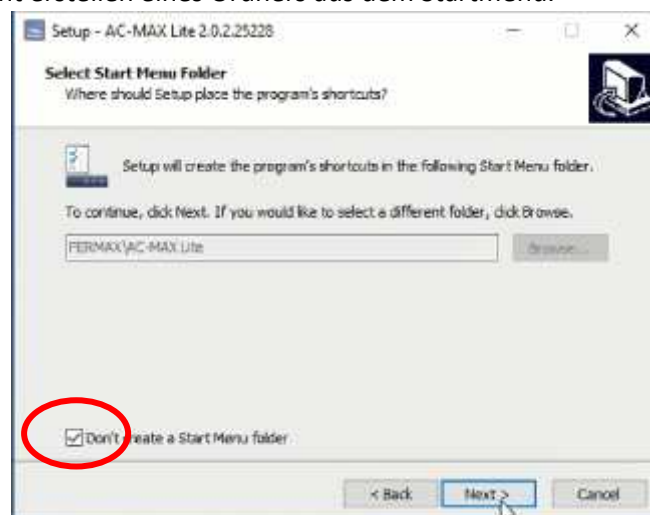 Setup - AC-MAX Lite 2.0.2.25228
Select Start Menu Folder
Where should Setup place the program's shortcuts?
Setup will create the program's shortcuts in the following Start Menu folder.
To continue, click Next. If you would like to select a different folder, click Browse.
FERMAX\AC-MAX Lite
Browse...
Don't create a Start Menu folder
< Back Next > Cancel